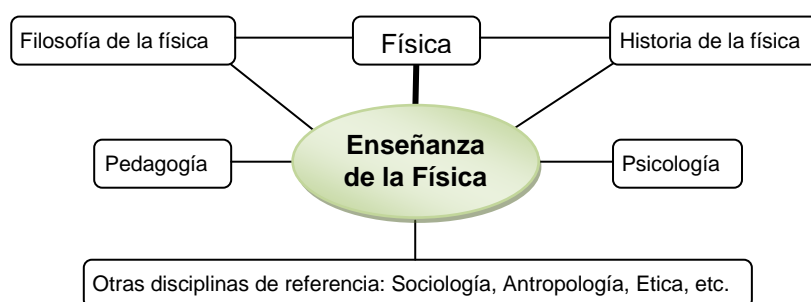 Filosofía de la física
Física
Historia de la física
Enseñanza
de la Física
Pedagogía
Psicología
Otras disciplinas de referencia: Sociología, Antropología, Etica, etc.